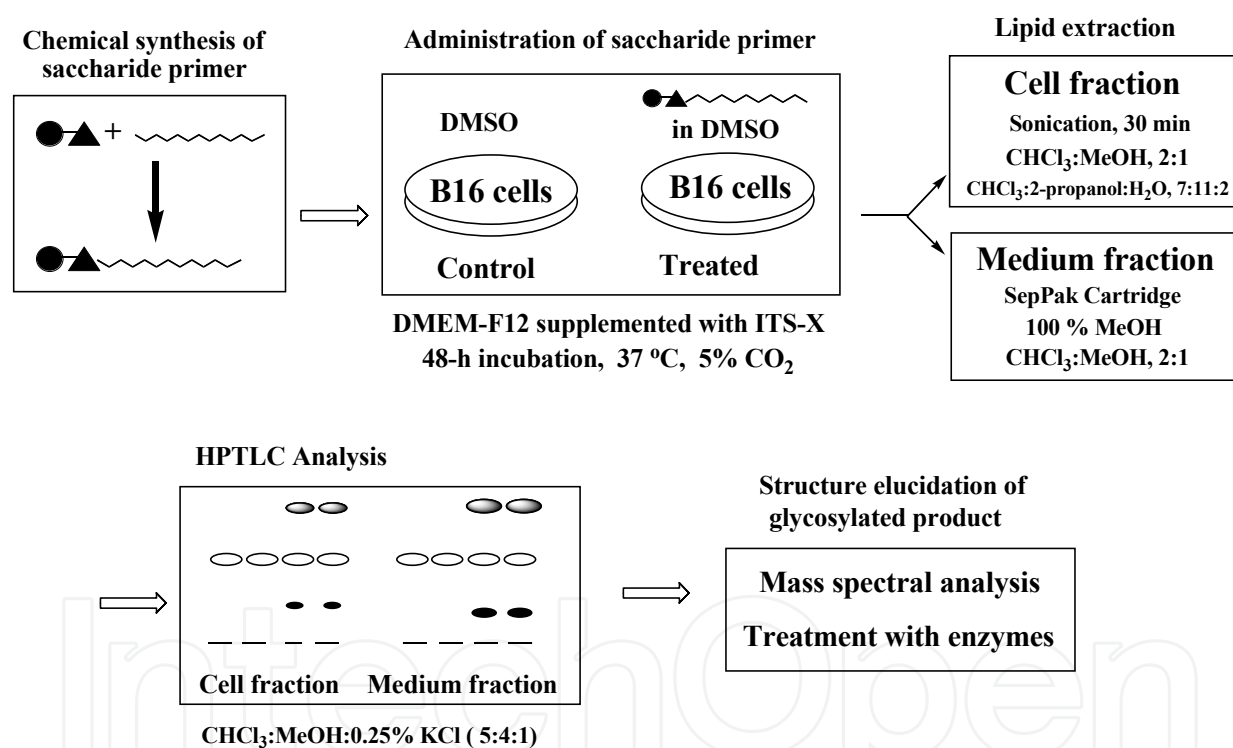 Chemical synthesis of
saccharide primer
+
Administration of saccharide primer
DMSO
in DMSO
B16 cells
B16 cells
Control
Treated
DMEM-F12 supplemented with ITS-X
48-h incubation, 37 °C, 5% CO₂
Lipid extraction
Cell fraction
Sonication, 30 min
CHCl₃:MeOH, 2:1
CHCl₃:2-propanol:H₂O, 7:11:2
Medium fraction
SepPak Cartridge
100 % MeOH
CHCl₃:MeOH, 2:1
HPTLC Analysis
Cell fraction
Medium fraction
CHCl₃:MeOH:0.25% KCl ( 5:4:1)
Structure elucidation of
glycosylated product
Mass spectral analysis
Treatment with enzymes
IntechOpen